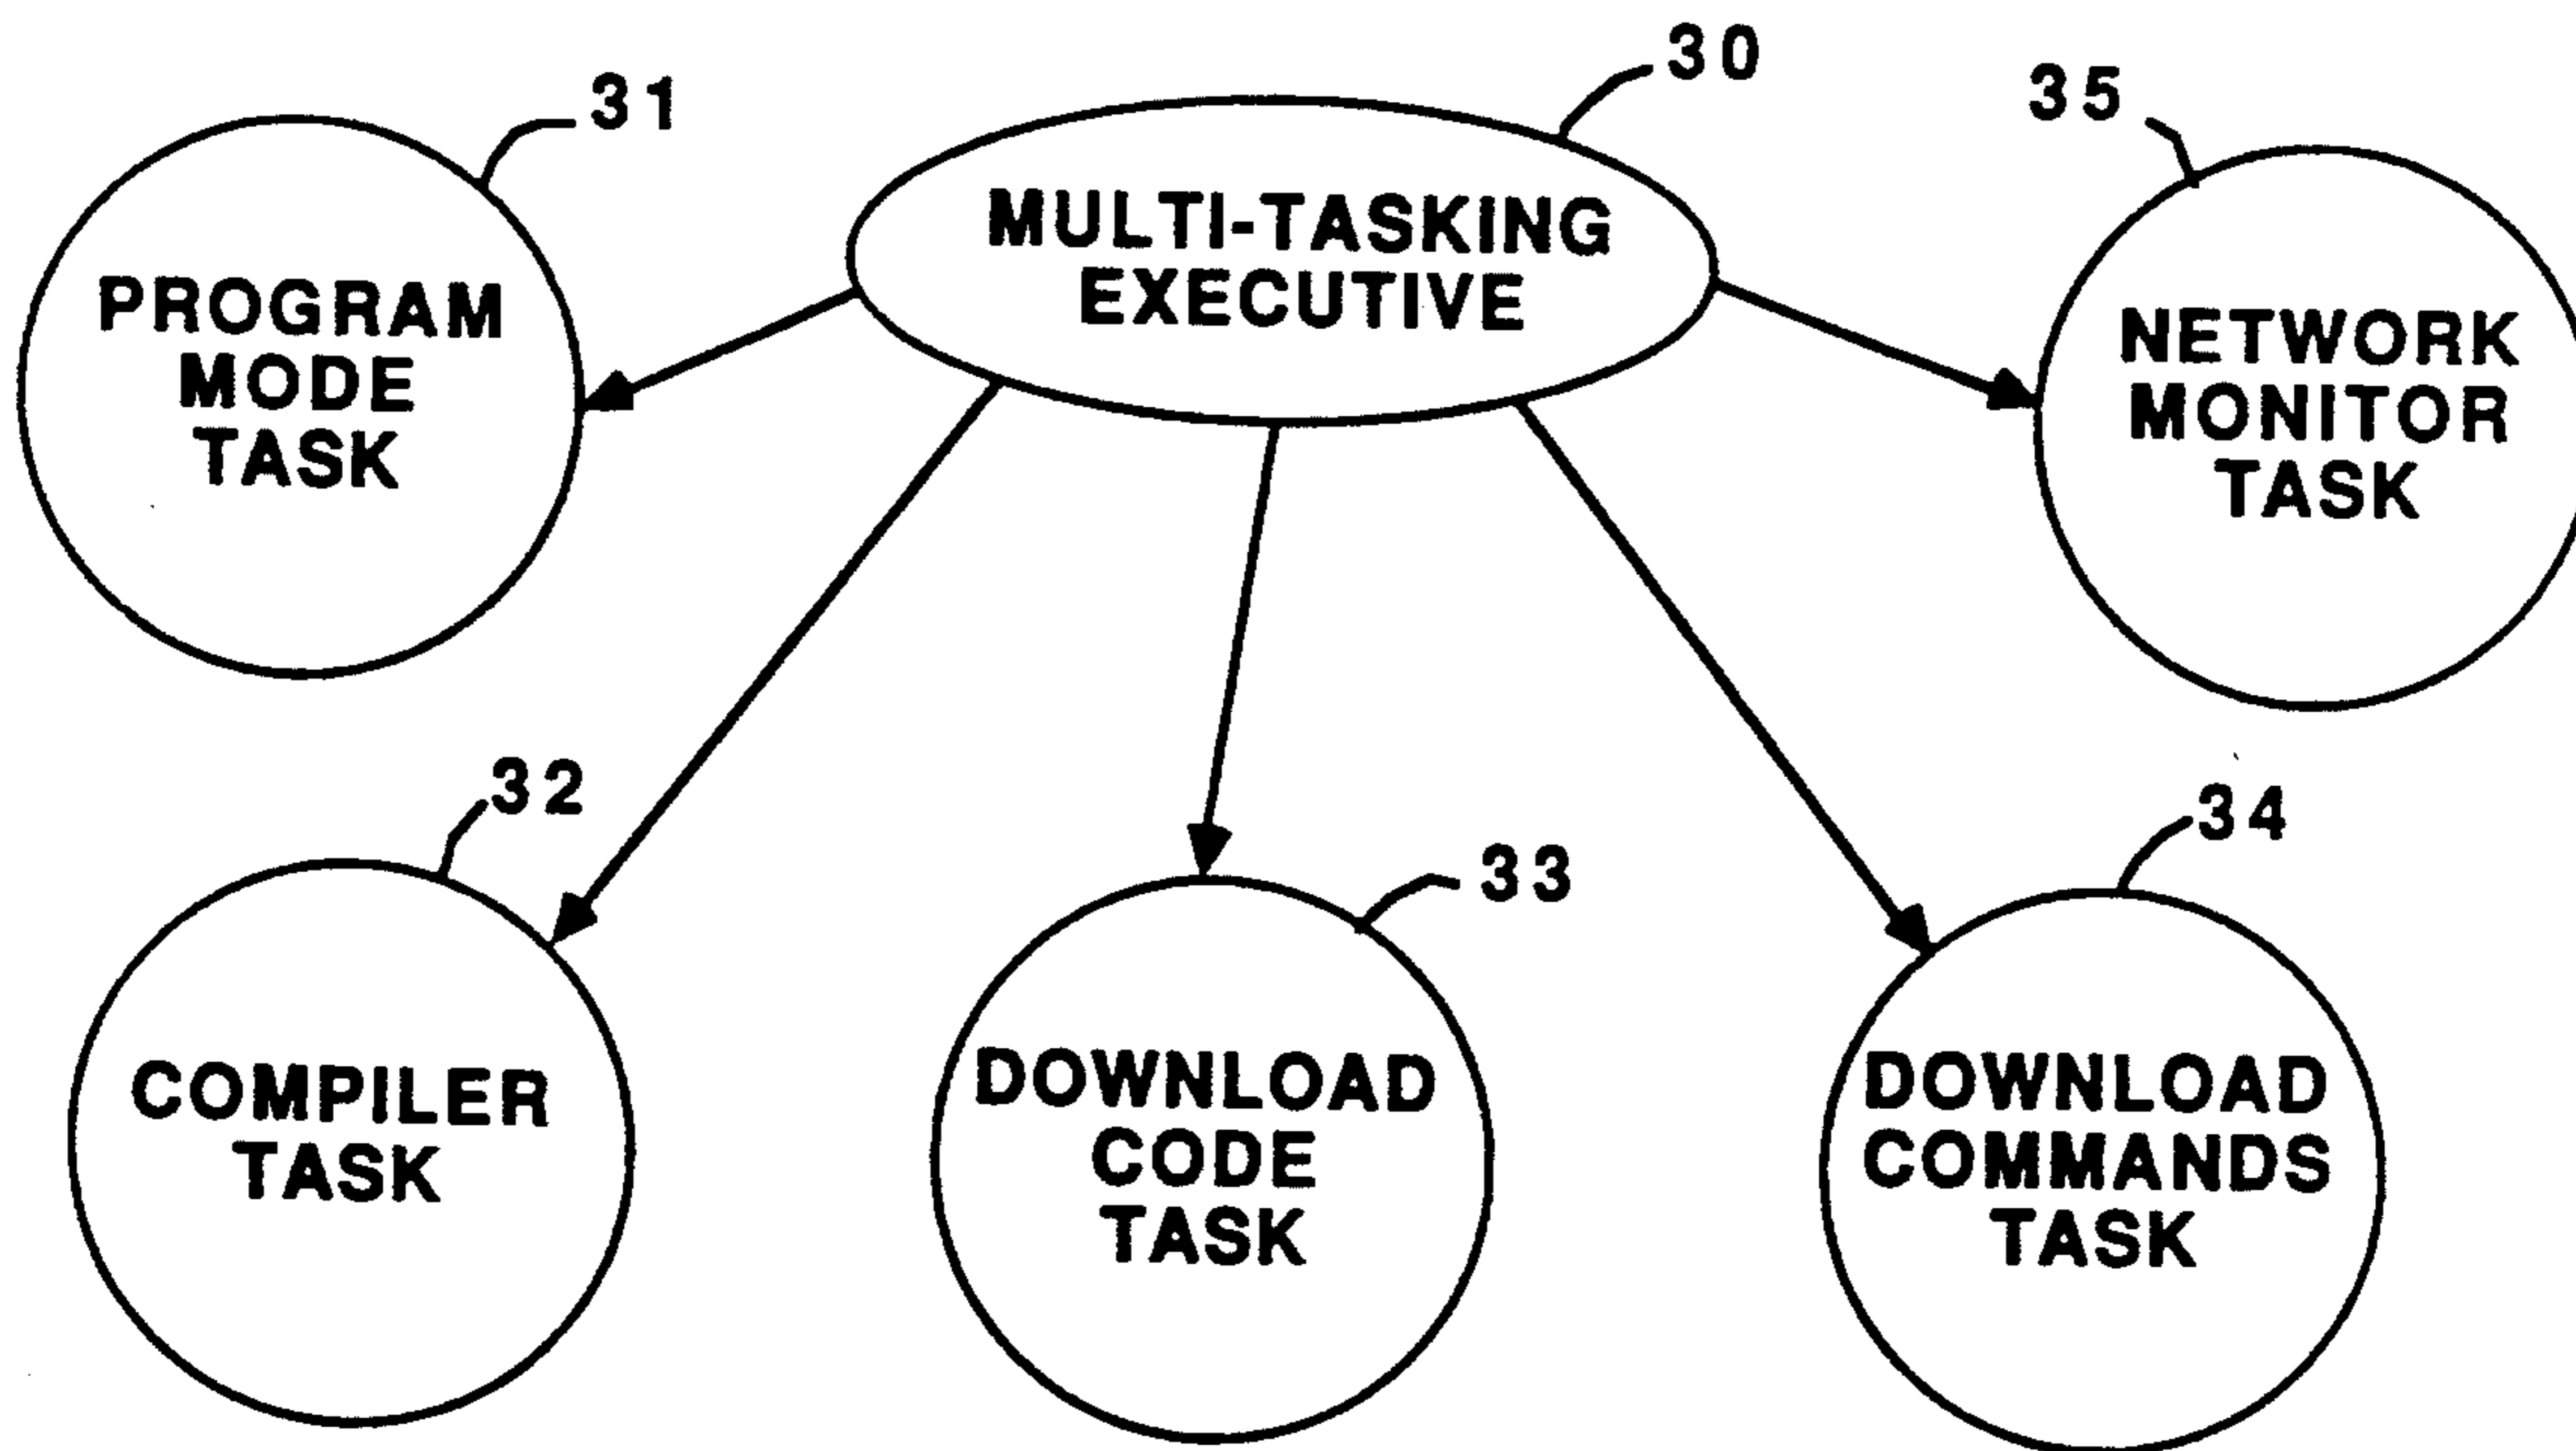 30
MULTI-TASKING
EXECUTIVE
31
PROGRAM
MODE
TASK
35
NETWORK
MONITOR
TASK
32
COMPILER
TASK
33
DOWNLOAD
CODE
TASK
34
DOWNLOAD
COMMANDS
TASK